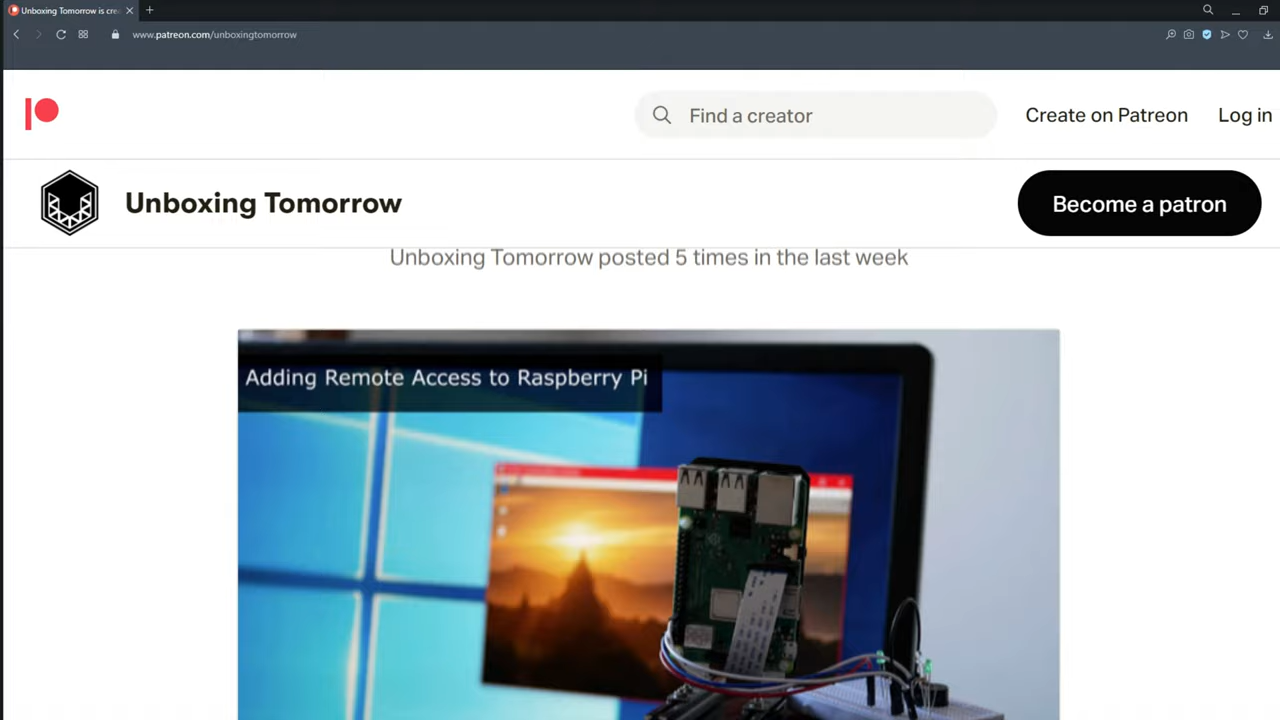 Unboxing Tomorrow is cre
www.patreon.com/unboxingtomorrow
Find a creator
Create on Patreon
Log in
Unboxing Tomorrow
Become a patron
Unboxing Tomorrow posted 5 times in the last week
Adding Remote Access to Raspberry Pi